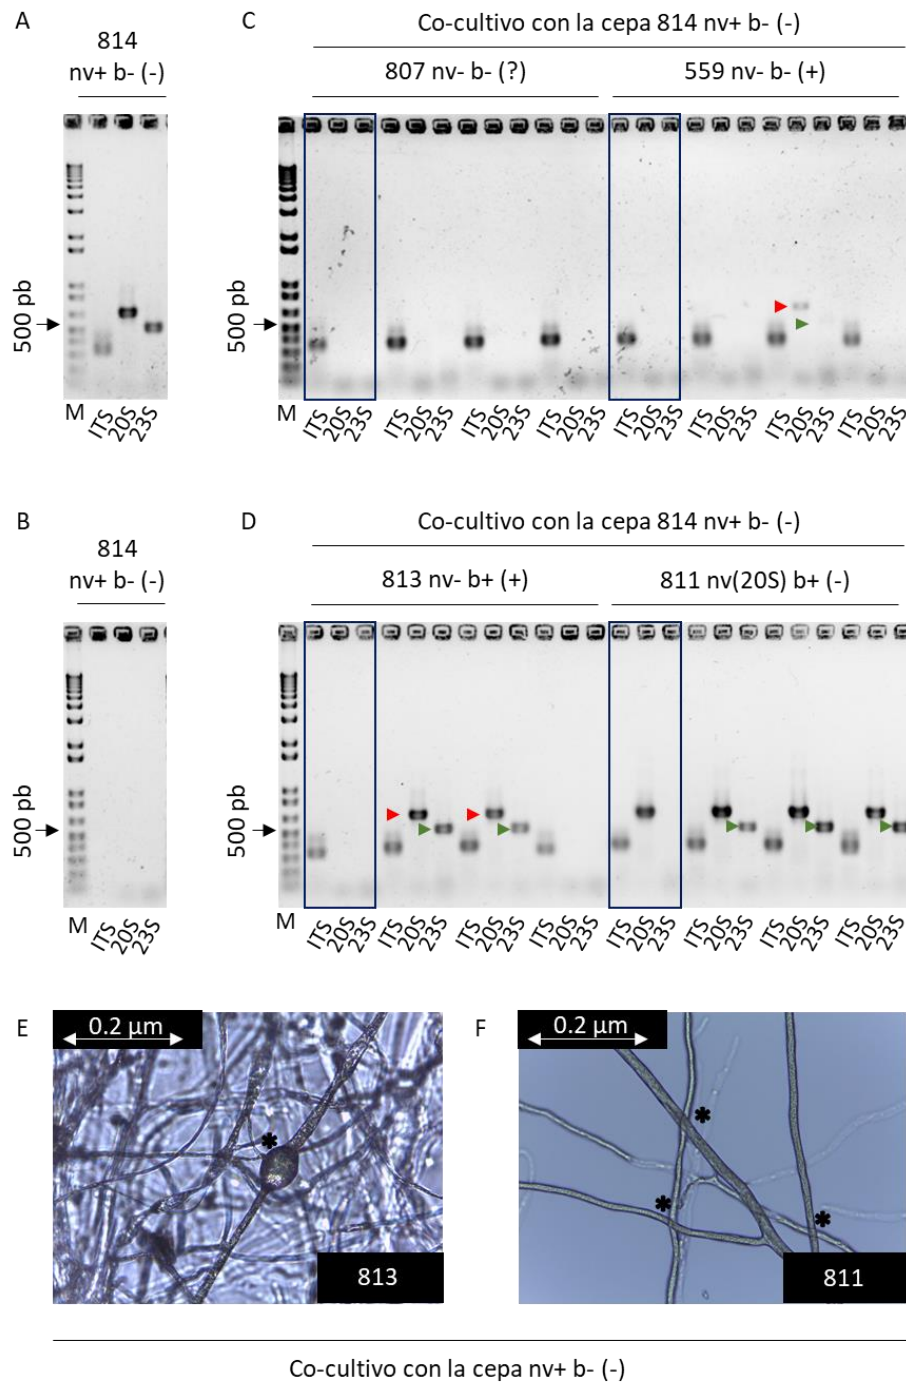 A
814
nv+ b- (-)
500 pb
M
ITS
20S
23S
C
Co-cultivo con la cepa 814 nv+ b- (-)
807 nv- b- (?)
559 nv- b- (+)
500 pb
M
ITS
20S
23S
ITS
20S
23S
ITS
20S
23S
ITS
20S
23S
ITS
20S
23S
ITS
20S
23S
ITS
20S
23S
ITS
20S
23S
B
814
nv+ b- (-)
500 pb
M
ITS
20S
23S
D
Co-cultivo con la cepa 814 nv+ b- (-)
813 nv- b+ (+)
811 nv(20S) b+ (-)
500 pb
M
ITS
20S
23S
ITS
20S
23S
ITS
20S
23S
ITS
20S
23S
ITS
20S
23S
ITS
20S
23S
ITS
20S
23S
ITS
20S
23S
E
0.2 µm
*
813
F
0.2 µm
*
*
*
811
Co-cultivo con la cepa nv+ b- (-)